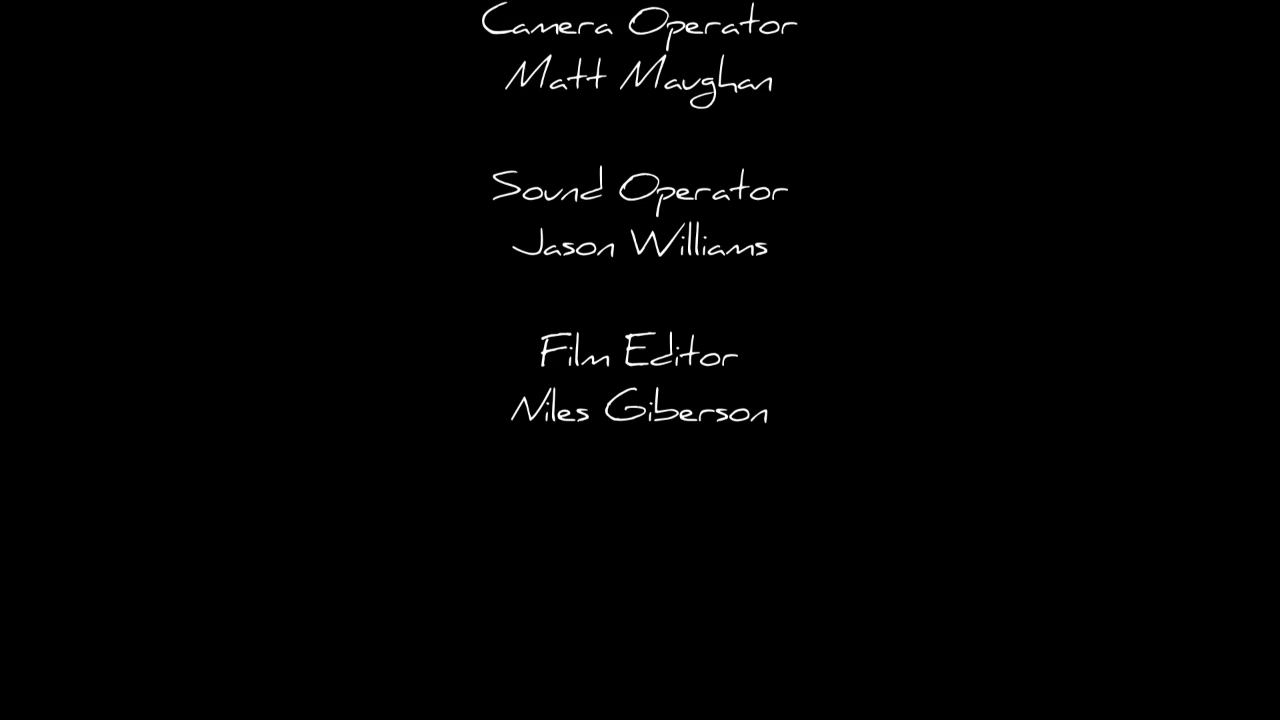 Camera Operator
Matt Maughan
Sound Operator
Jason Williams
Film Editor
Niles Giberson